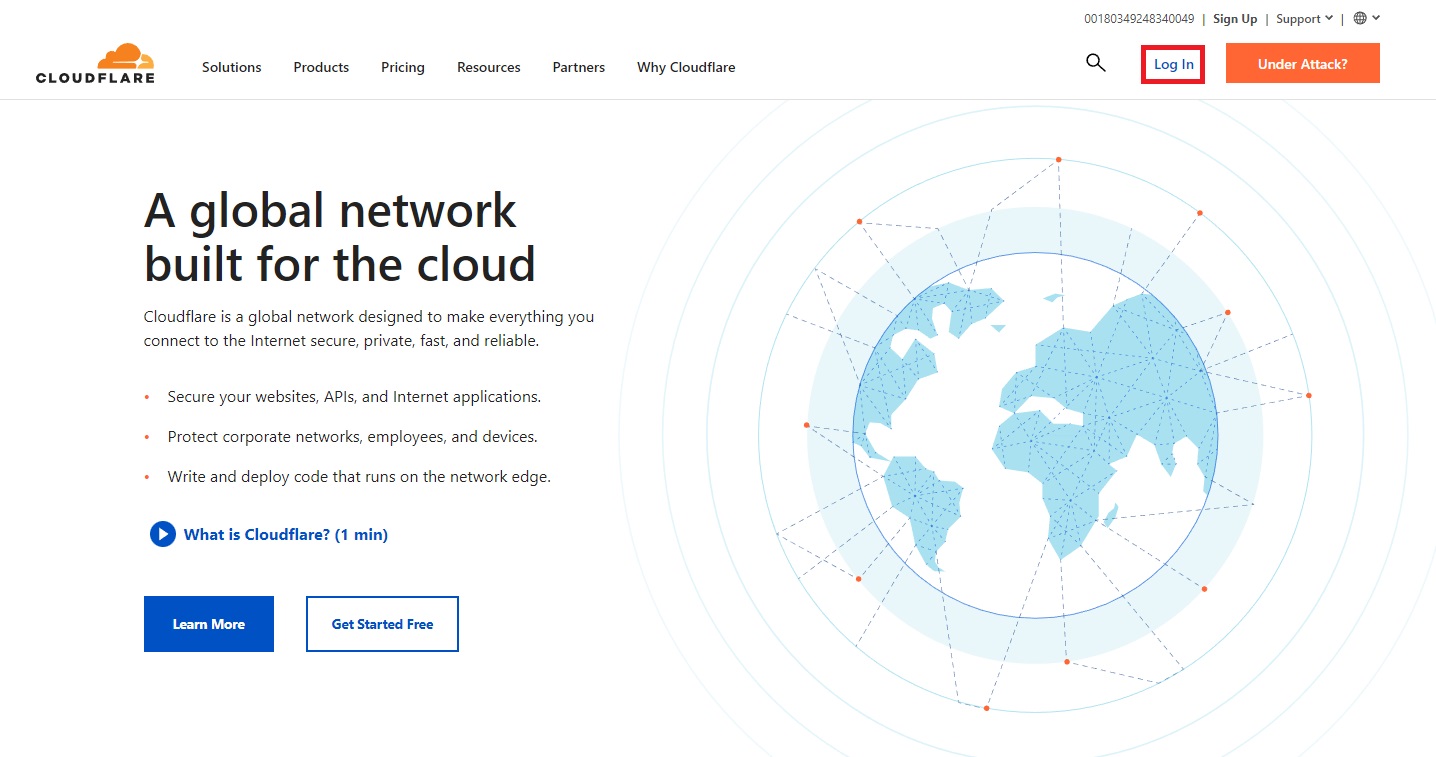 00180349248340049 | Sign Up | Support |
CLOUDFLARE
Solutions Products Pricing Resources Partners Why Cloudflare Log In Under Attack?
A global network
built for the cloud
Cloudflare is a global network designed to make everything you
connect to the Internet secure, private, fast, and reliable.
• Secure your websites, APIs, and Internet applications.
• Protect corporate networks, employees, and devices.
• Write and deploy code that runs on the network edge.
What is Cloudflare? (1 min)
Learn More Get Started Free